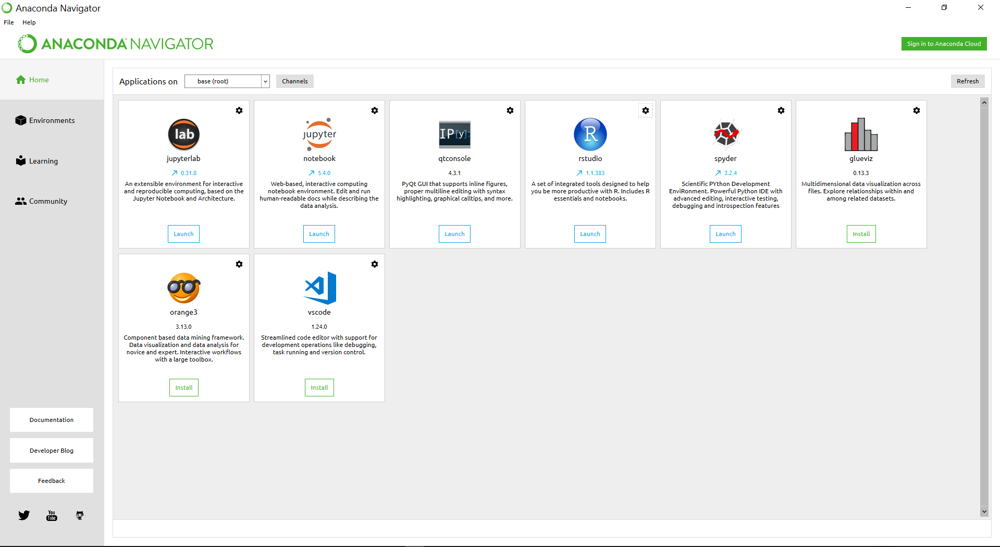 Anaconda Navigator
File Help
ANACONDA NAVIGATOR
Sign in to Anaconda Cloud
Home
Environments
Learning
Community
Documentation
Developer Blog
Feedback
You
Tube
Applications on base (root) Channels Refresh
lab
jupyterlab
0.31.8
An extensible environment for interactive
and reproducible computing, based on the
Jupyter Notebook and Architecture.
Launch
jupyter
notebook
5.4.0
Web-based, interactive computing
notebook environment. Edit and run
human-readable docs while describing the
data analysis.
Launch
IP[y]:
qtconsole
4.3.1
PyQt GUI that supports inline figures,
proper multiline editing with syntax
highlighting, graphical calltips, and more.
Launch
R
rstudio
1.1.383
A set of integrated tools designed to help
you be more productive with R. Includes R
essentials and notebooks.
Launch
spyder
3.2.4
Scientific PYthon Development
EnviRonment. Powerful Python IDE with
advanced editing, interactive testing,
debugging and introspection features
Launch
glueviz
0.13.3
Multidimensional data visualization across
files. Explore relationships within and
among related datasets.
Install
orange3
3.13.0
Component based data mining framework.
Data visualization and data analysis for
novice and expert. Interactive workflows
with a large toolbox.
Install
vscode
1.24.0
Streamlined code editor with support for
development operations like debugging,
task running and version control.
Install